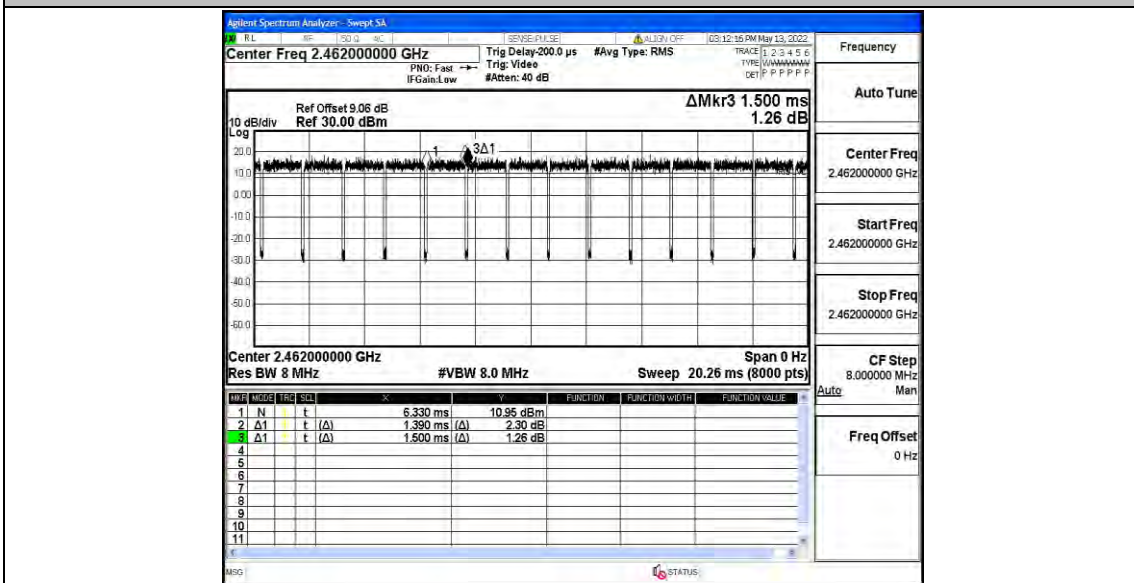 Agilent Spectrum Analyzer - Swept SA
RL RF 50 Ω AC SENSE:PULSE ALIGN OFF 03:12:16 PM May 13, 2022
Center Freq 2.462000000 GHz Trig Delay-200.0 µs #Avg Type: RMS TRACE 1 2 3 4 5 6
PNO: Fast Trig: Video TYPE WWWWWW
IFGain:Low #Atten: 40 dB DET P P P P P P
Frequency
Auto Tune
Center Freq
2.462000000 GHz
Start Freq
2.462000000 GHz
Stop Freq
2.462000000 GHz
CF Step
8.000000 MHz
Auto Man
Freq Offset
0 Hz
ΔMkr3 1.500 ms
1.26 dB
Ref Offset 9.06 dB
10 dB/div Ref 30.00 dBm
Log
20.0
10.0
0.00
-10.0
-20.0
-30.0
-40.0
-50.0
-60.0
1
3Δ1
Center 2.462000000 GHz Span 0 Hz
Res BW 8 MHz #VBW 8.0 MHz Sweep 20.26 ms (8000 pts)
MKR MODE TRC SCL X Y FUNCTION FUNCTION WIDTH FUNCTION VALUE
1 N t 6.330 ms 10.95 dBm
2 Δ1 t (Δ) 1.390 ms (Δ) 2.30 dB
3 Δ1 t (Δ) 1.500 ms (Δ) 1.26 dB
4
5
6
7
8
9
10
11
MSG STATUS